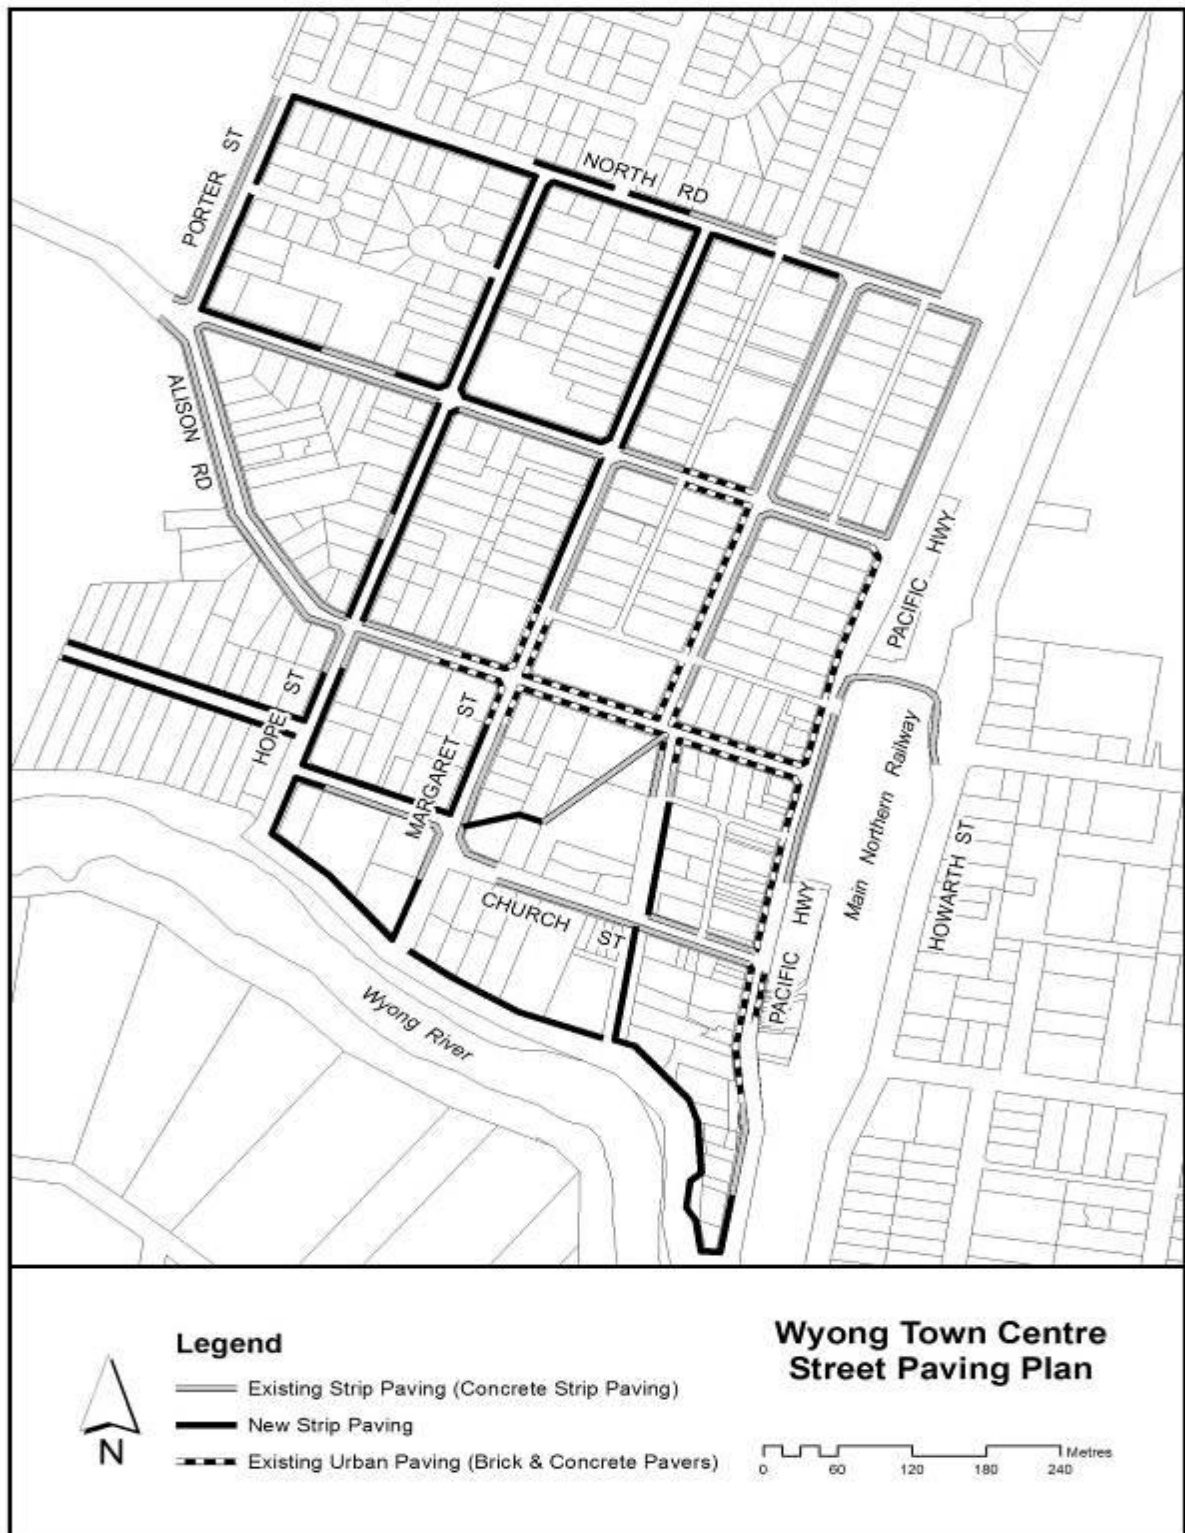 PORTER ST
NORTH RD
ALISON RD
PACIFIC HWY
HOPE ST
MARGARET ST
Main Northern Railway
HOWARTH ST
CHURCH ST
PACIFIC HWY
Wyong River
Legend
Existing Strip Paving (Concrete Strip Paving)
New Strip Paving
Existing Urban Paving (Brick & Concrete Pavers)
N
Wyong Town Centre
Street Paving Plan
Metres
0 60 120 180 240